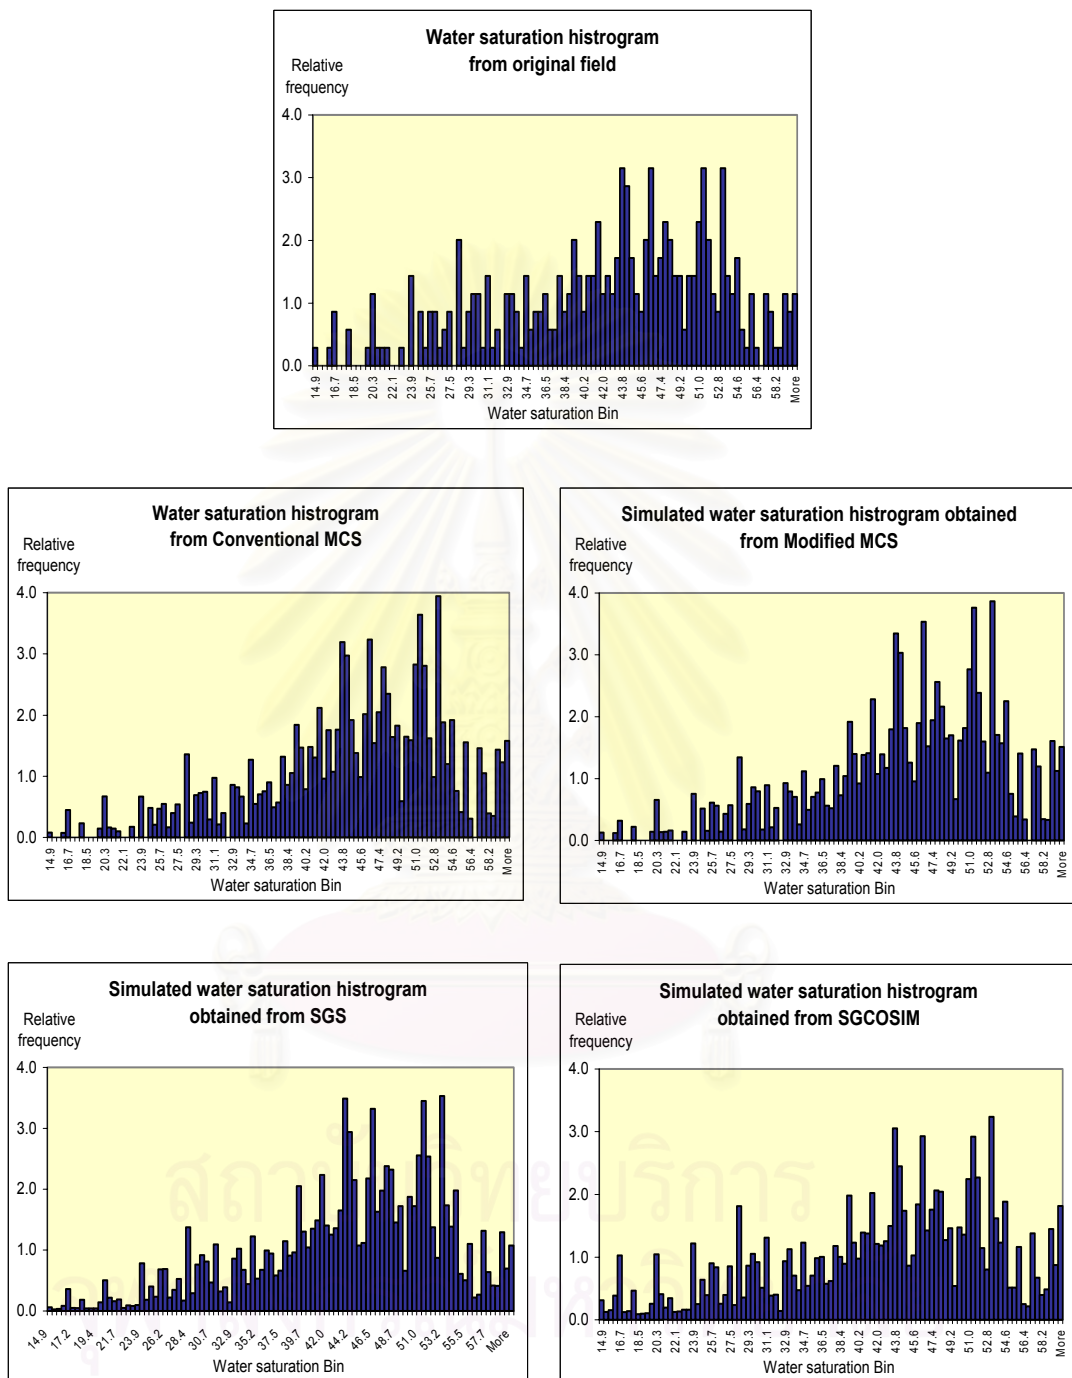 Water saturation histrogram
from original field
Relative
frequency
4.0
3.0
2.0
1.0
0.0
14.9 16.7 18.5 20.3 22.1 23.9 25.7 27.5 29.3 31.1 32.9 34.7 36.5 38.4 40.2 42.0 43.8 45.6 47.4 49.2 51.0 52.8 54.6 56.4 58.2 More
Water saturation Bin
Water saturation histrogram
from Conventional MCS
Relative
frequency
4.0
3.0
2.0
1.0
0.0
14.9 16.7 18.5 20.3 22.1 23.9 25.7 27.5 29.3 31.1 32.9 34.7 36.5 38.4 40.2 42.0 43.8 45.6 47.4 49.2 51.0 52.8 54.6 56.4 58.2 More
Water saturation Bin
Simulated water saturation histrogram obtained
from Modified MCS
Relative
frequency
4.0
3.0
2.0
1.0
0.0
14.9 16.7 18.5 20.3 22.1 23.9 25.7 27.5 29.3 31.1 32.9 34.7 36.5 38.4 40.2 42.0 43.8 45.6 47.4 49.2 51.0 52.8 54.6 56.4 58.2 More
Water saturation Bin
Simulated water saturation histrogram
obtained from SGS
Relative
frequency
4.0
3.0
2.0
1.0
0.0
14.9 17.2 19.4 21.7 23.9 26.2 28.4 30.7 32.9 35.2 37.5 39.7 42.0 44.2 46.5 48.7 51.0 53.2 55.5 57.7 More
Water saturation Bin
Simulated water saturation histrogram
obtained from SGCOSIM
Relative
frequency
4.0
3.0
2.0
1.0
0.0
14.9 16.7 18.5 20.3 22.1 23.9 25.7 27.5 29.3 31.1 32.9 34.7 36.5 38.4 40.2 42.0 43.8 45.6 47.4 49.2 51.0 52.8 54.6 56.4 58.2 More
Water saturation Bin
สถาบันวิทยบริการ